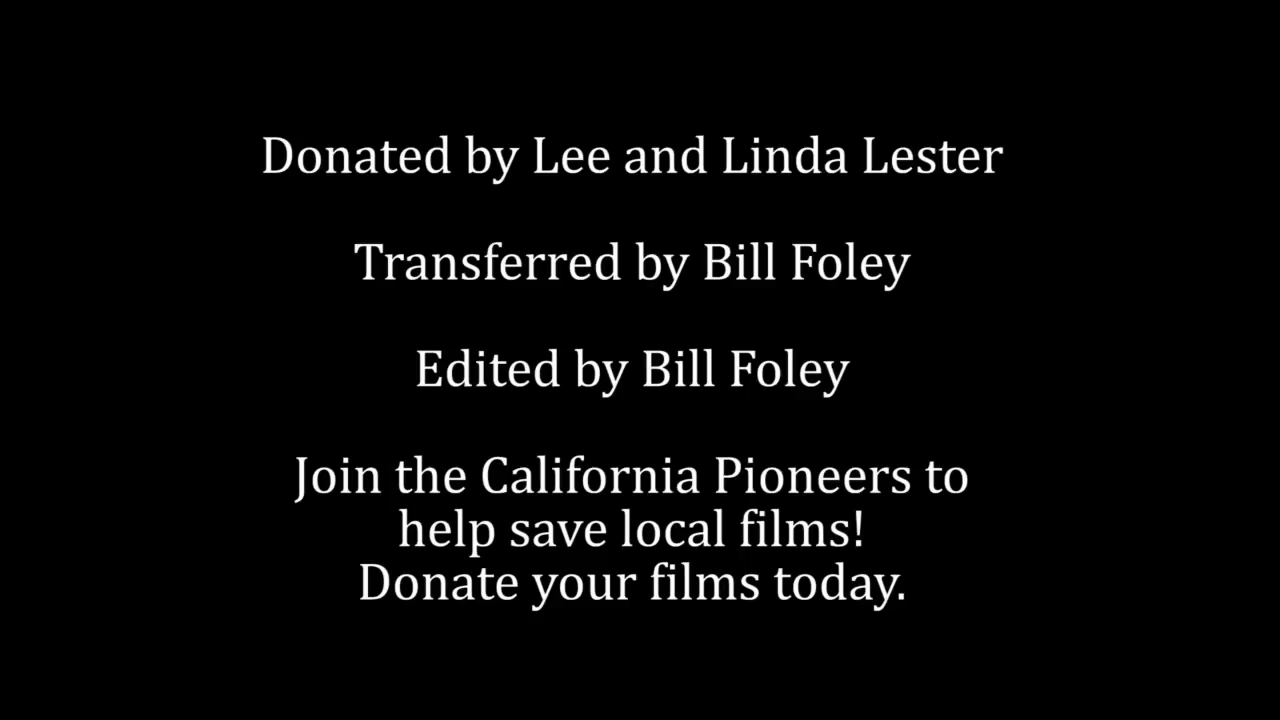 Donated by Lee and Linda Lester
Transferred by Bill Foley
Edited by Bill Foley
Join the California Pioneers to
help save local films!
Donate your films today.